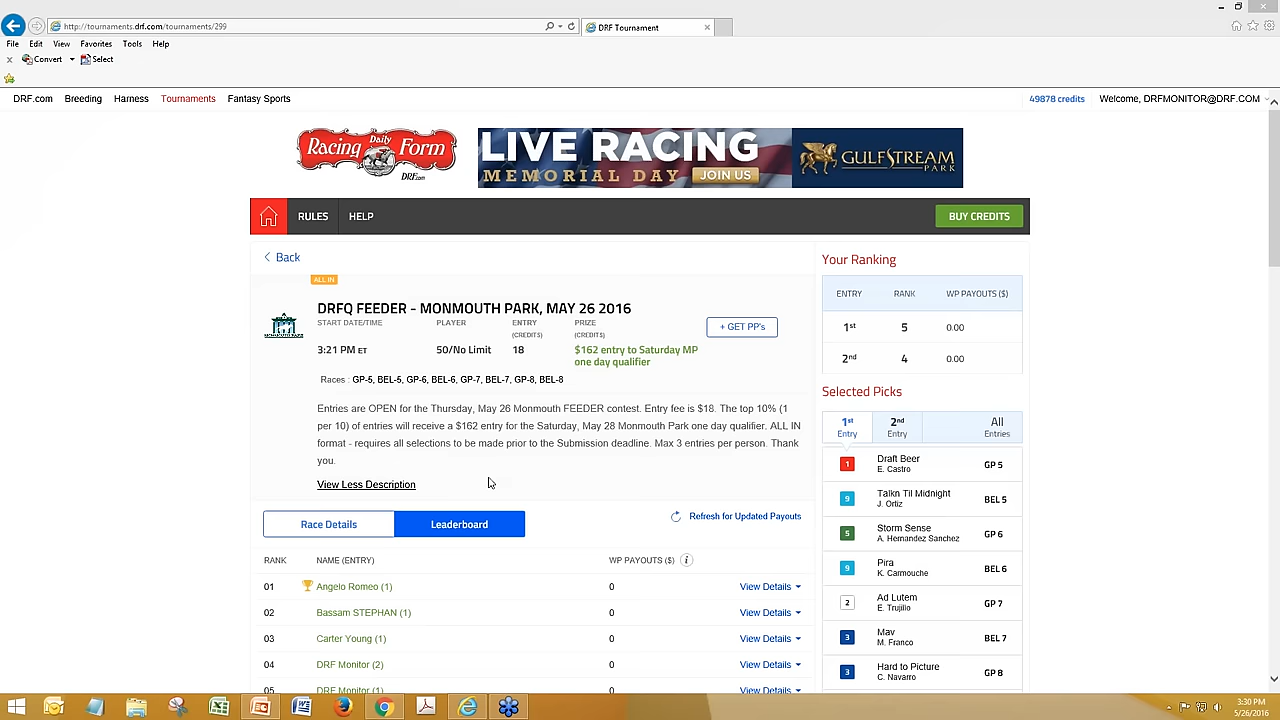 http://tournaments.drf.com/tournaments/299
DRF Tournament
File Edit View Favorites Tools Help
Convert Select
DRF.com Breeding Harness Tournaments Fantasy Sports 49878 credits Welcome, DRFMONITOR@DRF.COM
Daily
Racing Form
DRF.com
LIVE RACING
MEMORIAL DAY JOIN US
GULFSTREAM
PARK
RULES HELP BUY CREDITS
Back
ALL IN
DRFQ FEEDER - MONMOUTH PARK, MAY 26 2016
START DATE/TIME PLAYER ENTRY (CREDITS) PRIZE (CREDITS)
+ GET PP's
3:21 PM ET 50/No Limit 18 $162 entry to Saturday MP
one day qualifier
Races : GP-5, BEL-5, GP-6, BEL-6, GP-7, BEL-7, GP-8, BEL-8
Entries are OPEN for the Thursday, May 26 Monmouth FEEDER contest. Entry fee is $18. The top 10% (1
per 10) of entries will receive a $162 entry for the Saturday, May 28 Monmouth Park one day qualifier. ALL IN
format - requires all selections to be made prior to the Submission deadline. Max 3 entries per person. Thank
you.
View Less Description
Race Details Leaderboard Refresh for Updated Payouts
RANK NAME (ENTRY) WP PAYOUTS ($) i
01 Angelo Romeo (1) 0 View Details
02 Bassam STEPHAN (1) 0 View Details
03 Carter Young (1) 0 View Details
04 DRF Monitor (2) 0 View Details
05 DRF Monitor (1) 0 View Details
Your Ranking
ENTRY RANK WP PAYOUTS ($)
1st 5 0.00
2nd 4 0.00
Selected Picks
1st Entry 2nd Entry All Entries
1 Draft Beer GP 5
E. Castro
9 Talkn Til Midnight BEL 5
J. Ortiz
5 Storm Sense GP 6
A. Hernandez Sanchez
9 Pira BEL 6
K. Carmouche
2 Ad Lutem GP 7
E. Trujillo
3 Mav BEL 7
M. Franco
3 Hard to Picture GP 8
C. Navarro
3:30 PM
5/26/2016